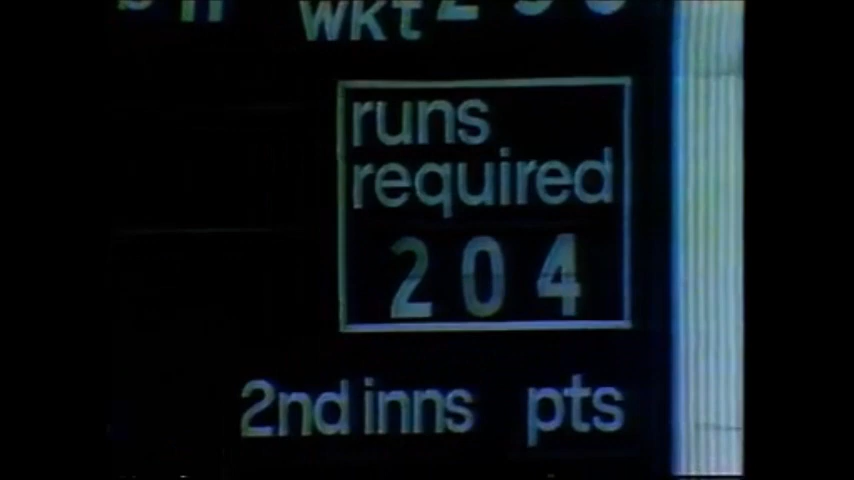 wkt
runs
required
204
2nd inns pts